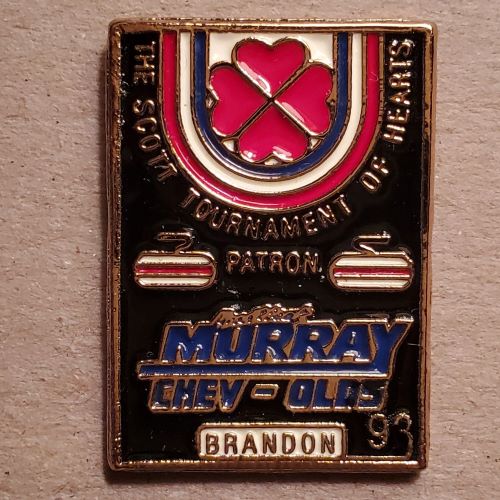 THE SCOTT TOURNAMENT OF HEARTS
PATRON
MURRAY
CHEV-OLDS
BRANDON
93